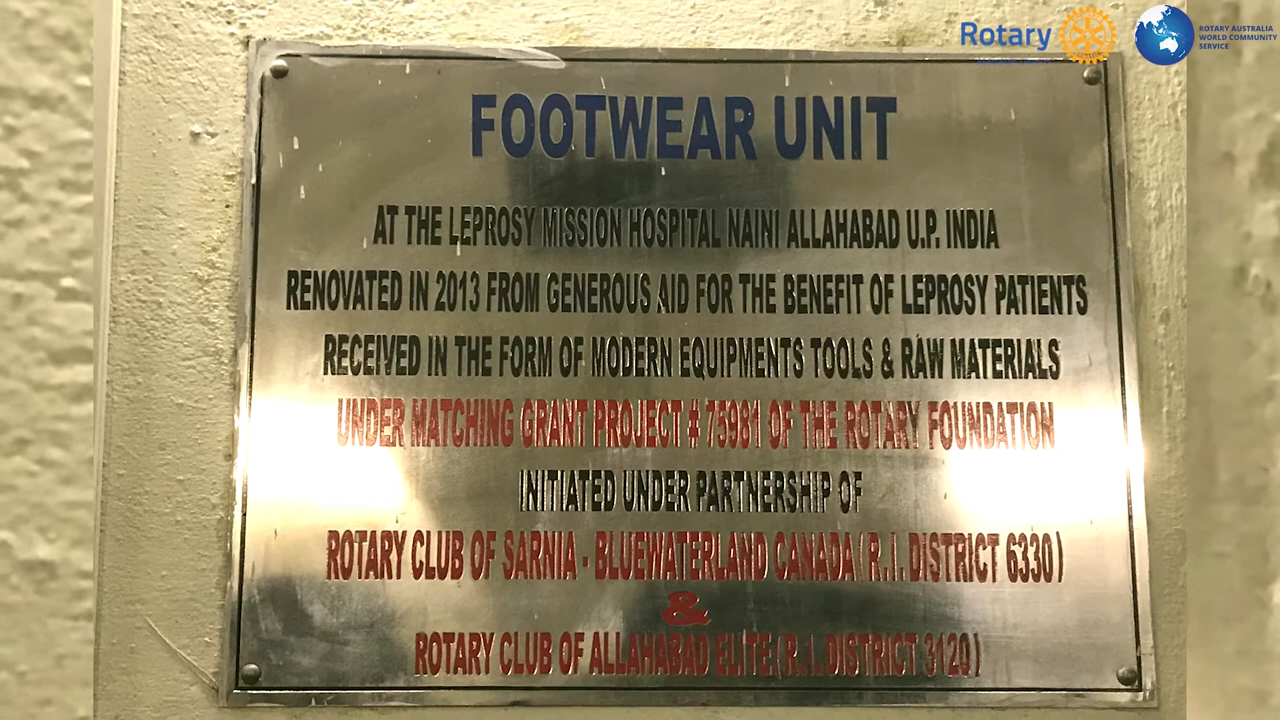 Rotary
ROTARY AUSTRALIA
WORLD COMMUNITY
SERVICE
FOOTWEAR UNIT
AT THE LEPROSY MISSION HOSPITAL NAINI ALLAHABAD U.P. INDIA
RENOVATED IN 2013 FROM GENEROUS AID FOR THE BENEFIT OF LEPROSY PATIENTS
RECEIVED IN THE FORM OF MODERN EQUIPMENTS TOOLS & RAW MATERIALS
UNDER MATCHING GRANT PROJECT # 75981 OF THE ROTARY FOUNDATION
INITIATED UNDER PARTNERSHIP OF
ROTARY CLUB OF SARNIA - BLUEWATERLAND CANADA (R.I. DISTRICT 6330)
&
ROTARY CLUB OF ALLAHABAD ELITE (R.I. DISTRICT 3120)